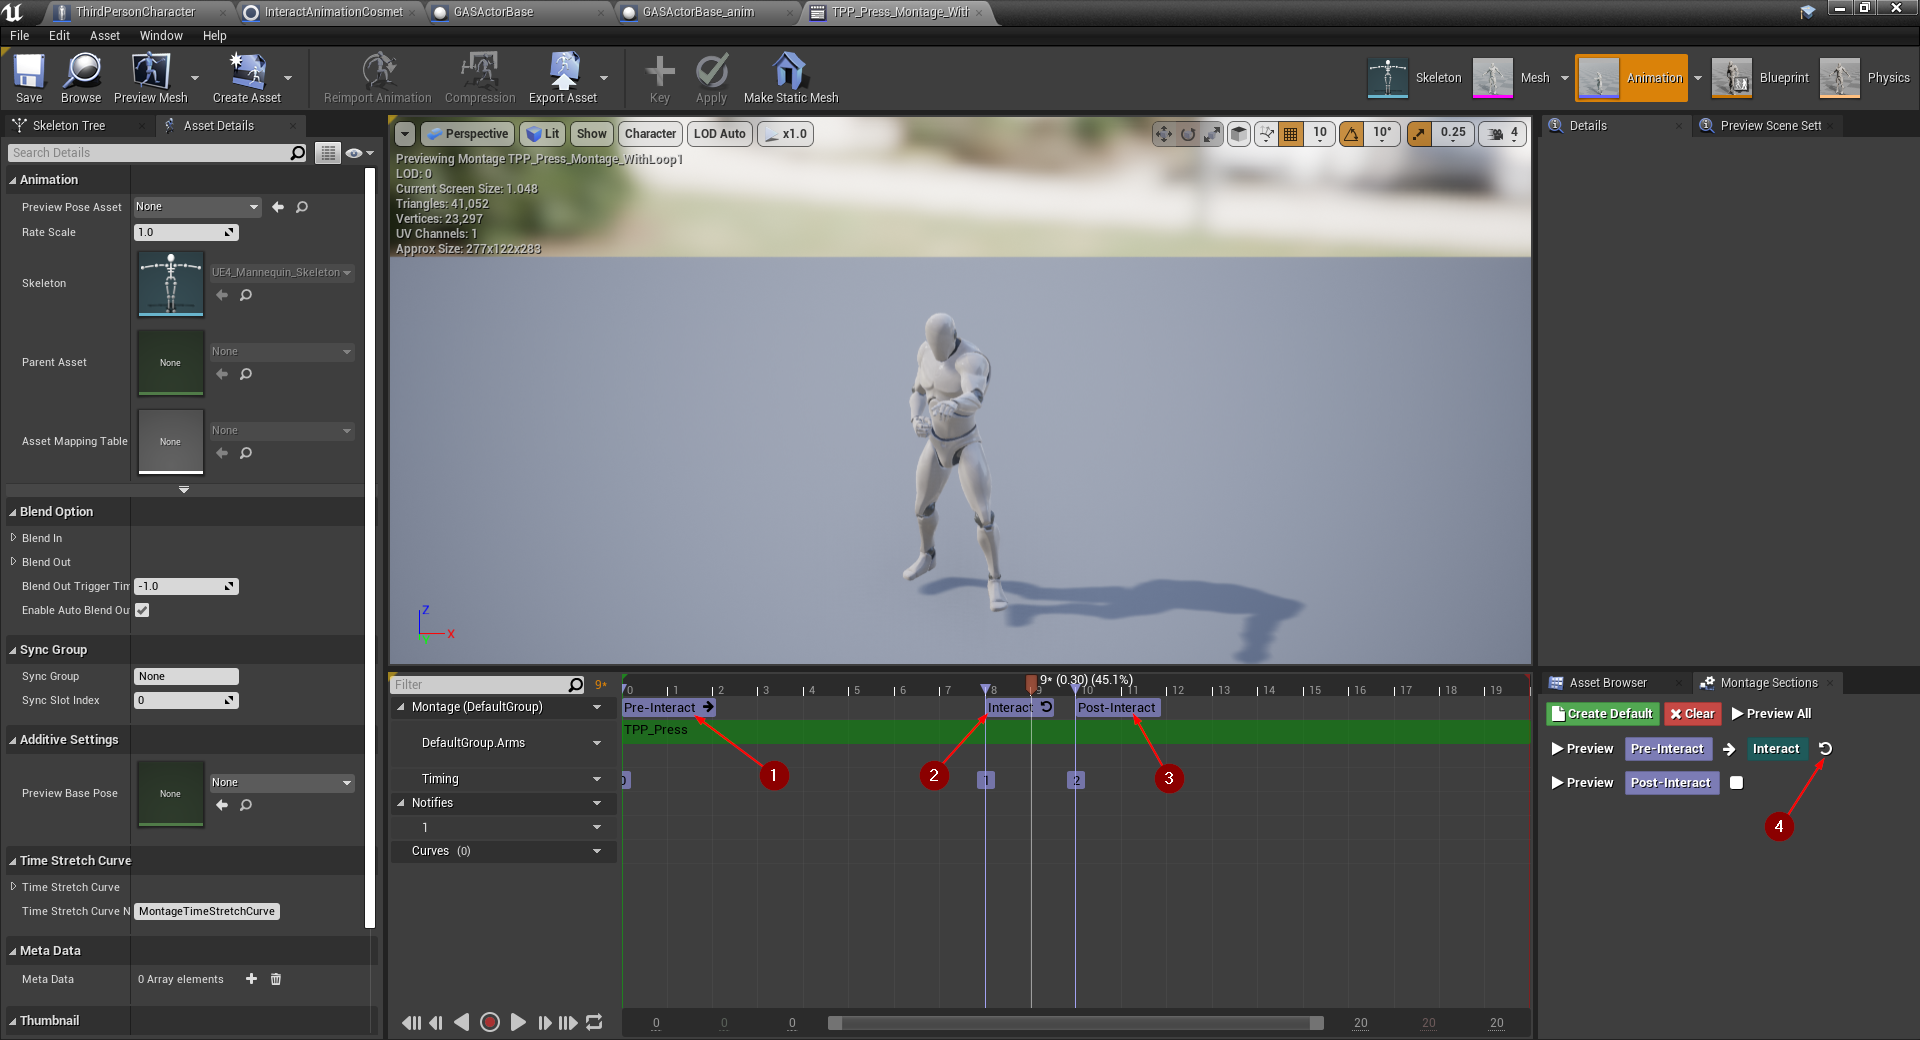 ThirdPersonCharacter
InteractAnimationCosmet
GASActorBase
GASActorBase_anim
TPP_Press_Montage_With
File Edit Asset Window Help
Save
Browse
Preview Mesh
Create Asset
Reimport Animation
Compression
Export Asset
Key
Apply
Make Static Mesh
Skeleton
Mesh
Animation
Blueprint
Physics
Skeleton Tree
Asset Details
Search Details
Animation
Preview Pose Asset None
Rate Scale 1.0
Skeleton UE4_Mannequin_Skeleton
Parent Asset None None
Asset Mapping Table None None
Blend Option
Blend In
Blend Out
Blend Out Trigger Tim -1.0
Enable Auto Blend Ou
Sync Group
Sync Group None
Sync Slot Index 0
Additive Settings
Preview Base Pose None None
Time Stretch Curve
Time Stretch Curve
Time Stretch Curve N MontageTimeStretchCurve
Meta Data
Meta Data 0 Array elements
Thumbnail
Perspective Lit Show Character LOD Auto x1.0
10 10° 0.25 4
Previewing Montage TPP_Press_Montage_WithLoop1
LOD: 0
Current Screen Size: 1.048
Triangles: 41,052
Vertices: 23,297
UV Channels: 1
Approx Size: 277x122x283
Z
X
Y
Filter 9*
9* (0.30) (45.1%)
0 1 2 3 4 5 6 7 8 9 10 11 12 13 14 15 16 17 18 19
Montage (DefaultGroup)
Pre-Interact Interact Post-Interact
TPP_Press
DefaultGroup.Arms
1 2 3
Timing
0 1 2
Notifies
1
Curves (0)
0 0 0 20 20 20
Details
Preview Scene Sett
Asset Browser
Montage Sections
Create Default Clear Preview All
Preview Pre-Interact Interact
Preview Post-Interact
4